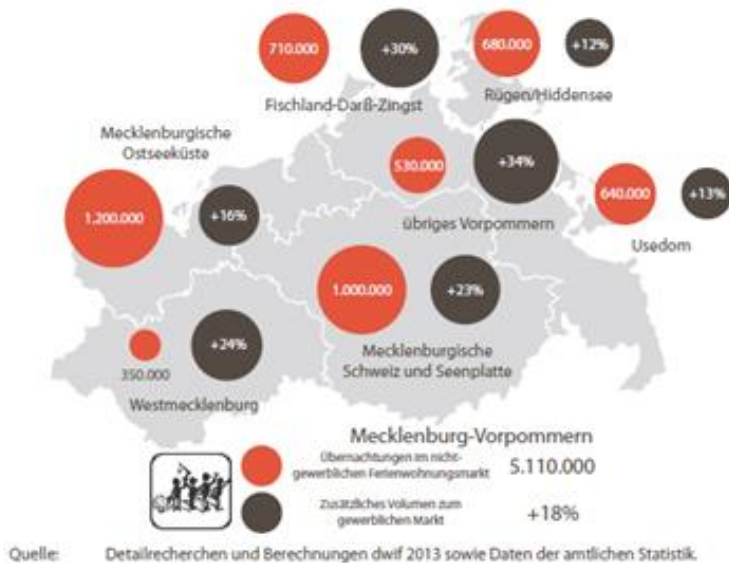 710.000
+30%
680.000
+12%
Fischland-Darß-Zingst
Rügen/Hiddensee
Mecklenburgische
Ostseeküste
530.000
+34%
640.000
+13%
1.200.000
+16%
übriges Vorpommern
Usedom
1.000.000
+23%
+24%
350.000
Mecklenburgische
Schweiz und Seenplatte
Westmecklenburg
Mecklenburg-Vorpommern
Übernachtungen im nicht-
gewerblichen Ferienwohnungsmarkt
5.110.000
Zusätzliches Volumen zum
gewerblichen Markt
+18%
Quelle: Detailrecherchen und Berechnungen dwif 2013 sowie Daten der amtlichen Statistik.